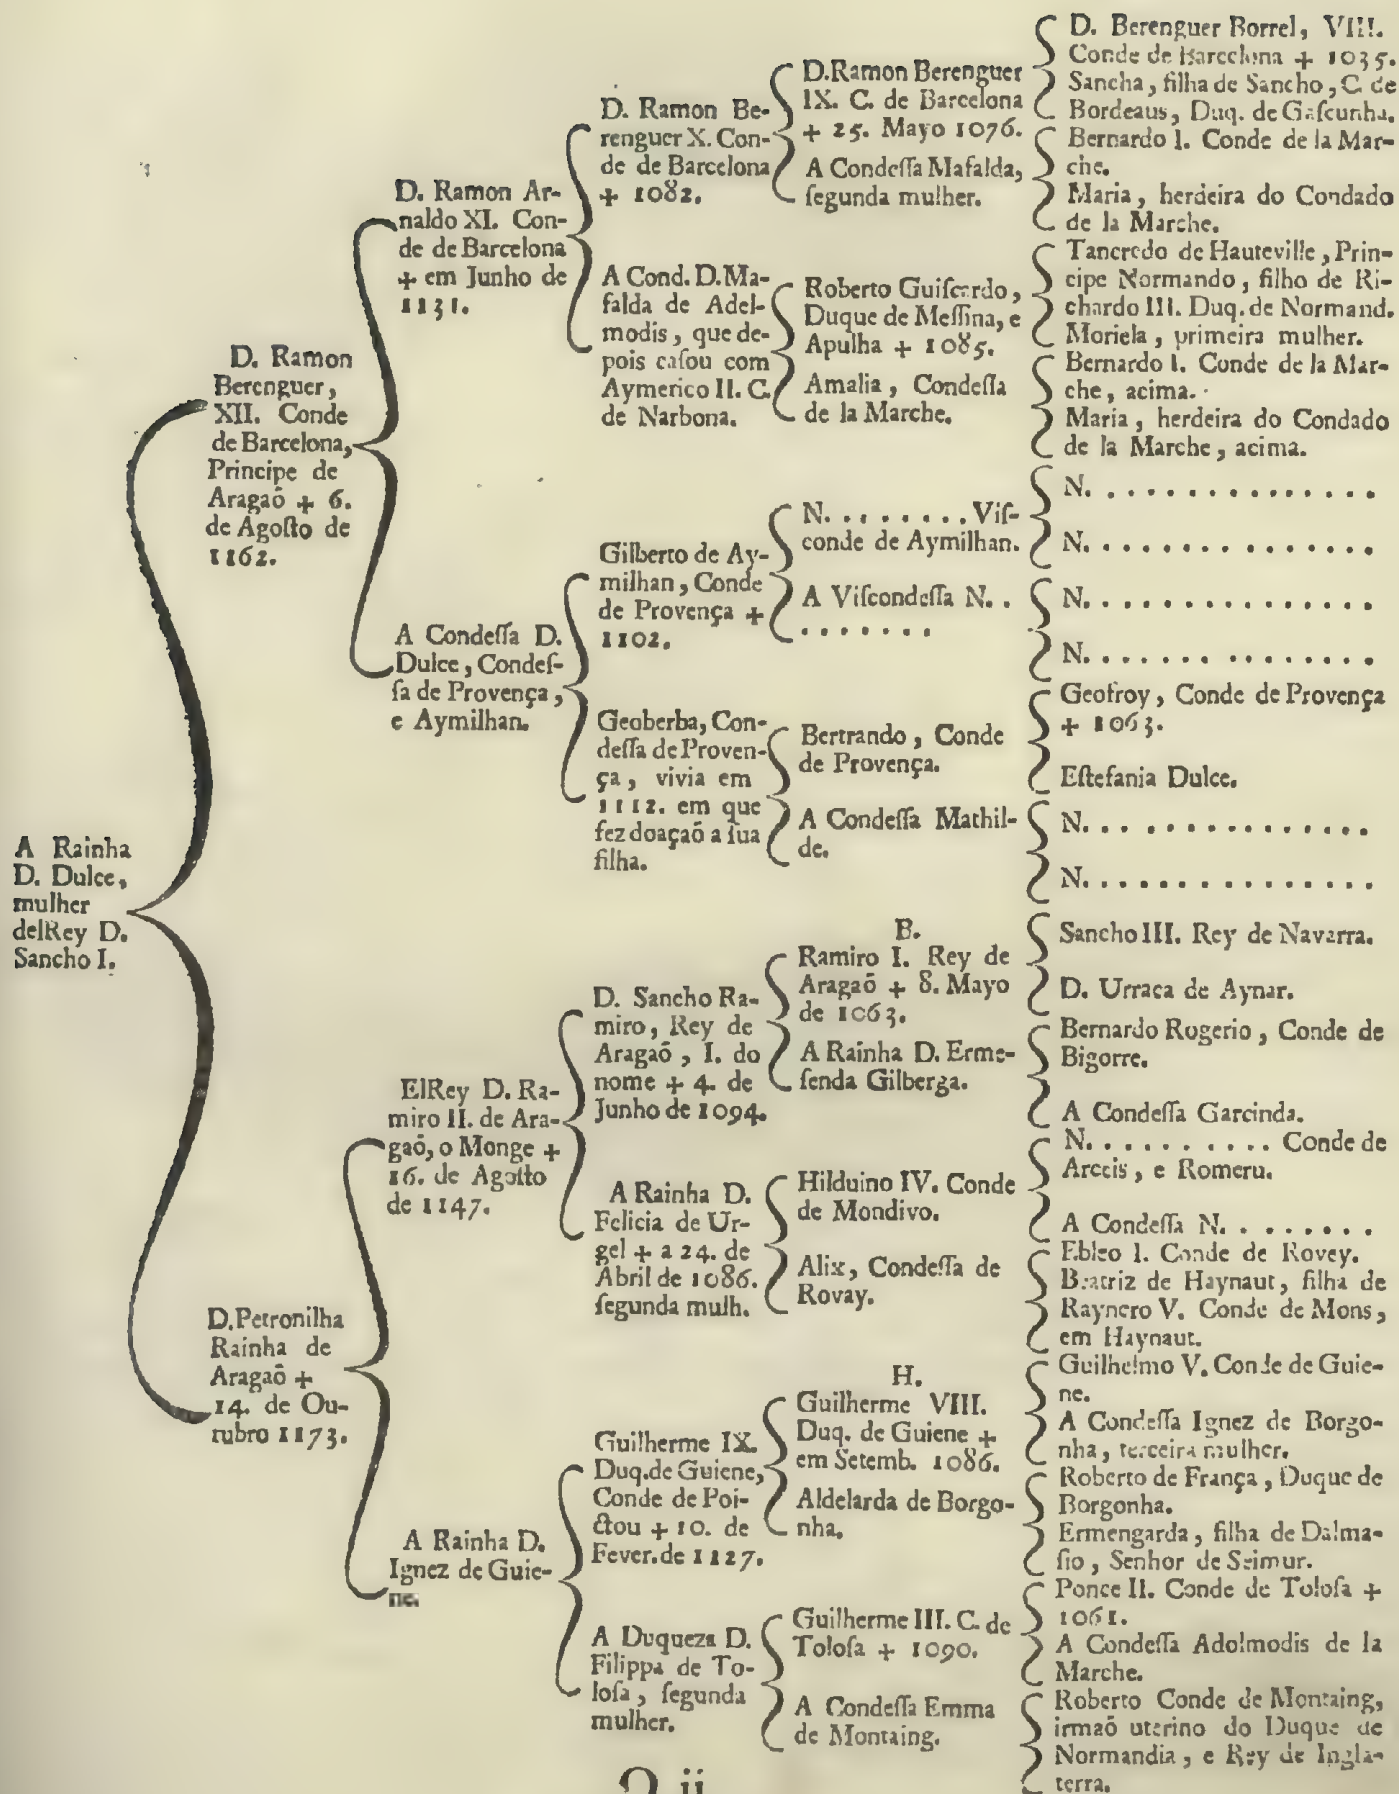 A Rainha
D. Dulce,
mulher
delRey D.
Sancho I.
D. Ramon
Berenguer,
XII. Conde
de Barcelona,
Principe de
Aragaõ + 6.
de Agoſto de
1162.
D. Petronilha
Rainha de
Aragaõ +
14. de Ou-
tubro 1173.
D. Ramon Ar-
naldo XI. Con-
de de Barcelona
+ em Junho de
1131.
A Condeſſa D.
Dulce, Condeſ-
ſa de Provença,
e Aymilhan.
ElRey D. Ra-
miro II. de Ara-
gaõ, o Monge +
16. de Agoſto
de 1147.
A Rainha D.
Ignez de Guie-
ne.
D. Ramon Be-
renguer X. Con-
de de Barcelona
+ 1082.
A Cond. D. Ma-
falda de Adel-
modis, que de-
pois caſou com
Aymerico II. C.
de Narbona.
Gilberto de Ay-
milhan, Conde
de Provença +
1102.
Geoberba, Con-
deſſa de Proven-
ça, vivia em
1112. em que
fez doaçaõ a ſua
filha.
D. Sancho Ra-
miro, Rey de
Aragaõ, I. do
nome + 4. de
Junho de 1094.
A Rainha D.
Felicia de Ur-
gel + a 24. de
Abril de 1086.
ſegunda mulh.
Guilherme IX.
Duq. de Guiene,
Conde de Poi-
ctou + 10. de
Fever. de 1127.
A Duqueza D.
Filippa de To-
loſa, ſegunda
mulher.
D. Ramon Berenguer
IX. C. de Barcelona
+ 25. Mayo 1076.
A Condeſſa Mafalda,
ſegunda mulher.
Roberto Guiſcardo,
Duque de Meſſina, e
Apulha + 1085.
Amalia, Condeſſa
de la Marche.
N. . . . . . . . Viſ-
conde de Aymilhan.
A Viſcondeſſa N. .
. . . . . . .
Bertrando, Conde
de Provença.
A Condeſſa Mathil-
de.
B.
Ramiro I. Rey de
Aragaõ + 8. Mayo
de 1063.
A Rainha D. Erme-
ſenda Gilberga.
Hilduino IV. Conde
de Mondivo.
Alix, Condeſſa de
Rovay.
H.
Guilherme VIII.
Duq. de Guiene +
em Setemb. 1086.
Aldelarda de Borgo-
nha.
Guilherme III. C. de
Toloſa + 1090.
A Condeſſa Emma
de Montaing.
D. Berenguer Borrel, VIII.
Conde de Barcelona + 1035.
Sancha, filha de Sancho, C. de
Bordeaus, Duq. de Gaſcunha.
Bernardo I. Conde de la Mar-
che.
Maria, herdeira do Condado
de la Marche.
Tancredo de Hauteville, Prin-
cipe Normando, filho de Ri-
chardo III. Duq. de Normand.
Moriela, primeira mulher.
Bernardo I. Conde de la Mar-
che, acima.
Maria, herdeira do Condado
de la Marche, acima.
N. . . . . . . . . . . . . . .
N. . . . . . . . . . . . . . .
N. . . . . . . . . . . . . . .
N. . . . . . . . . . . . . . .
Geofroy, Conde de Provença
+ 1063.
Eſtefania Dulce.
N. . . . . . . . . . . . . . .
N. . . . . . . . . . . . . . .
Sancho III. Rey de Navarra.
D. Urraca de Aynar.
Bernardo Rogerio, Conde de
Bigorre.
A Condeſſa Garcinda.
N. . . . . . . . . . Conde de
Arccis, e Romeru.
A Condeſſa N. . . . . . . .
Ebleo I. Conde de Rovey.
Beatriz de Haynaut, filha de
Raynero V. Conde de Mons,
em Haynaut.
Guilhelmo V. Conde de Guie-
ne.
A Condeſſa Ignez de Borgo-
nha, terceira mulher.
Roberto de França, Duque de
Borgonha.
Ermengarda, filha de Dalma-
ſio, Senhor de Seimur.
Ponce II. Conde de Toloſa +
1061.
A Condeſſa Adolmodis de la
Marche.
Roberto Conde de Montaing,
irmaõ uterino do Duque de
Normandia, e Rey de Ingla-
terra.
Q ii